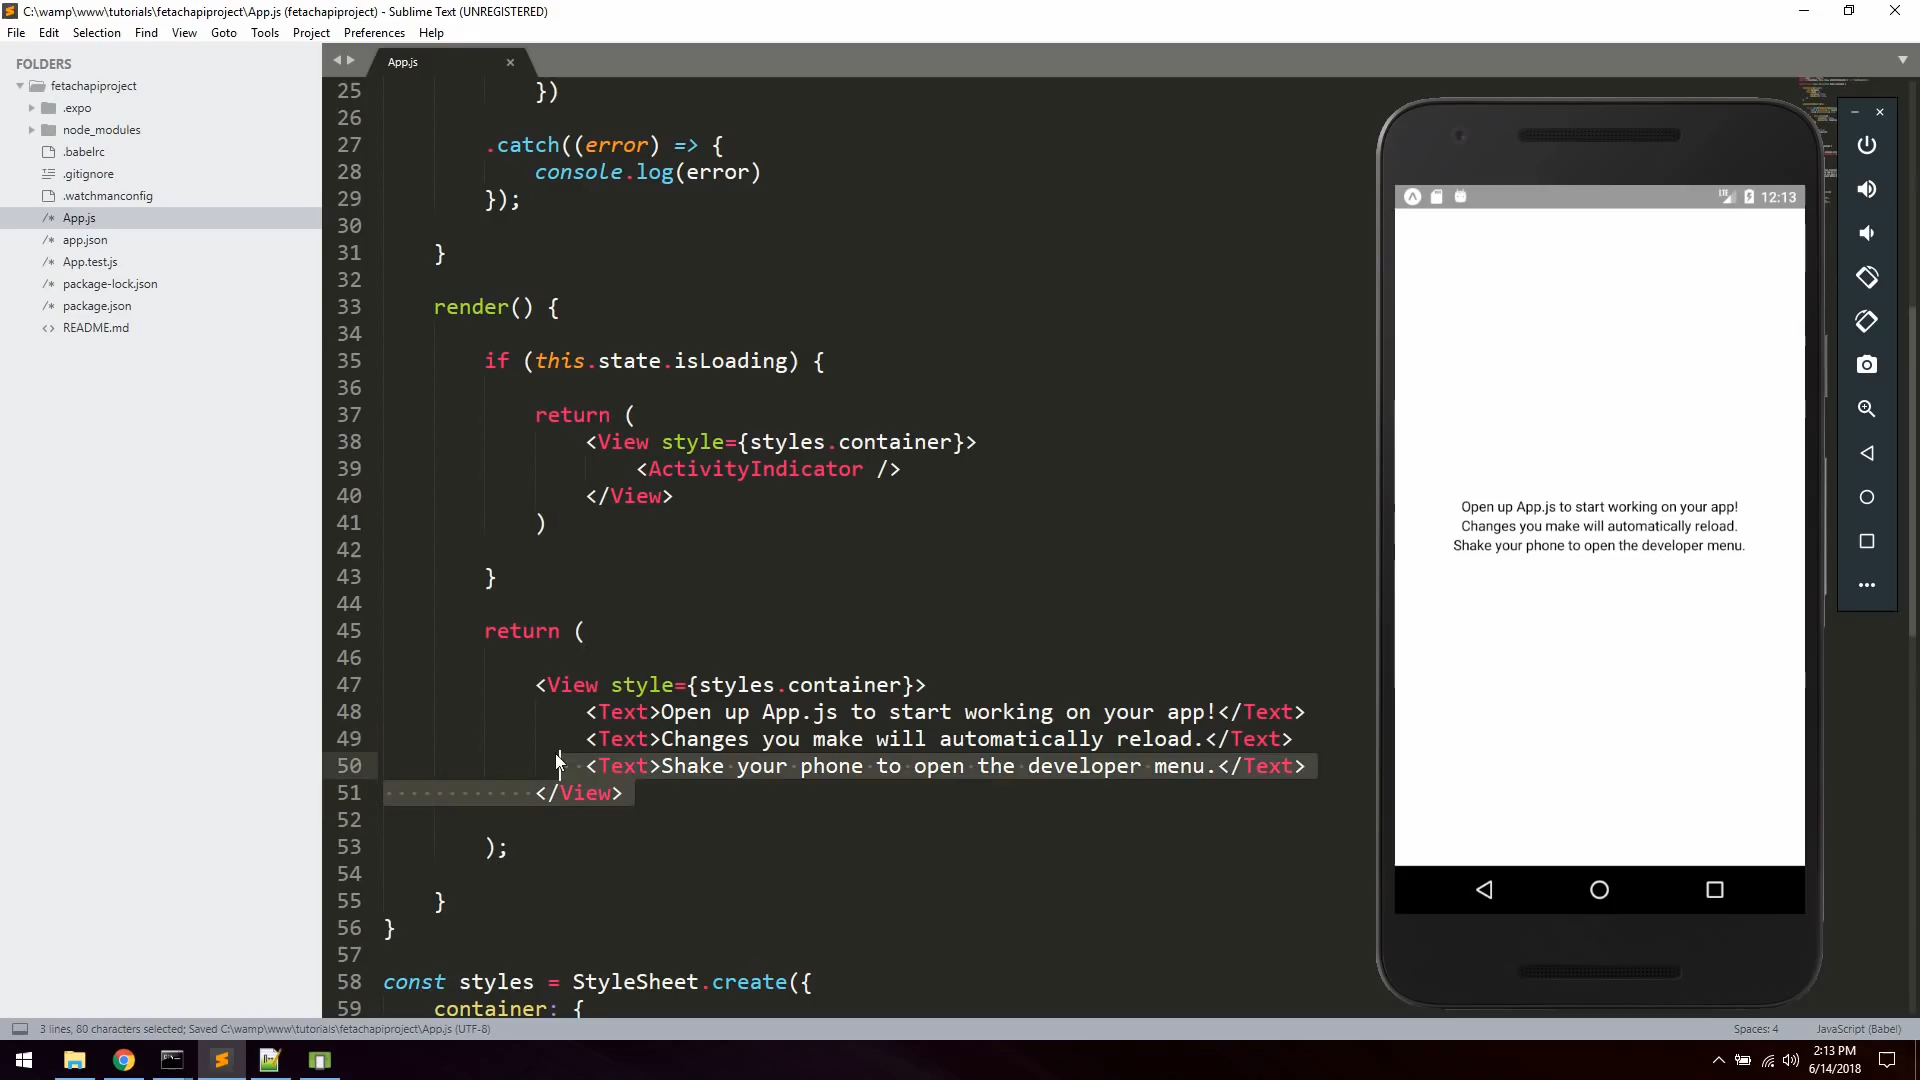 C:\wamp\www\tutorials\fetachapiproject\App.js (fetachapiproject) - Sublime Text (UNREGISTERED)
File Edit Selection Find View Goto Tools Project Preferences Help
FOLDERS
fetachapiproject
.expo
node_modules
.babelrc
.gitignore
.watchmanconfig
App.js
app.json
App.test.js
package-lock.json
package.json
README.md
App.js
25 })
26
27 .catch((error) => {
28 console.log(error)
29 });
30
31 }
32
33 render() {
34
35 if (this.state.isLoading) {
36
37 return (
38 <View style={styles.container}>
39 <ActivityIndicator />
40 </View>
41 )
42
43 }
44
45 return (
46
47 <View style={styles.container}>
48 <Text>Open up App.js to start working on your app!</Text>
49 <Text>Changes you make will automatically reload.</Text>
50 <Text>Shake your phone to open the developer menu.</Text>
51 </View>
52
53 );
54
55 }
56 }
57
58 const styles = StyleSheet.create({
59 container: {
LTE 12:13
Open up App.js to start working on your app!
Changes you make will automatically reload.
Shake your phone to open the developer menu.
3 lines, 80 characters selected; Saved C:\wamp\www\tutorials\fetachapiproject\App.js (UTF-8)
Spaces: 4
JavaScript (Babel)
2:13 PM
6/14/2018